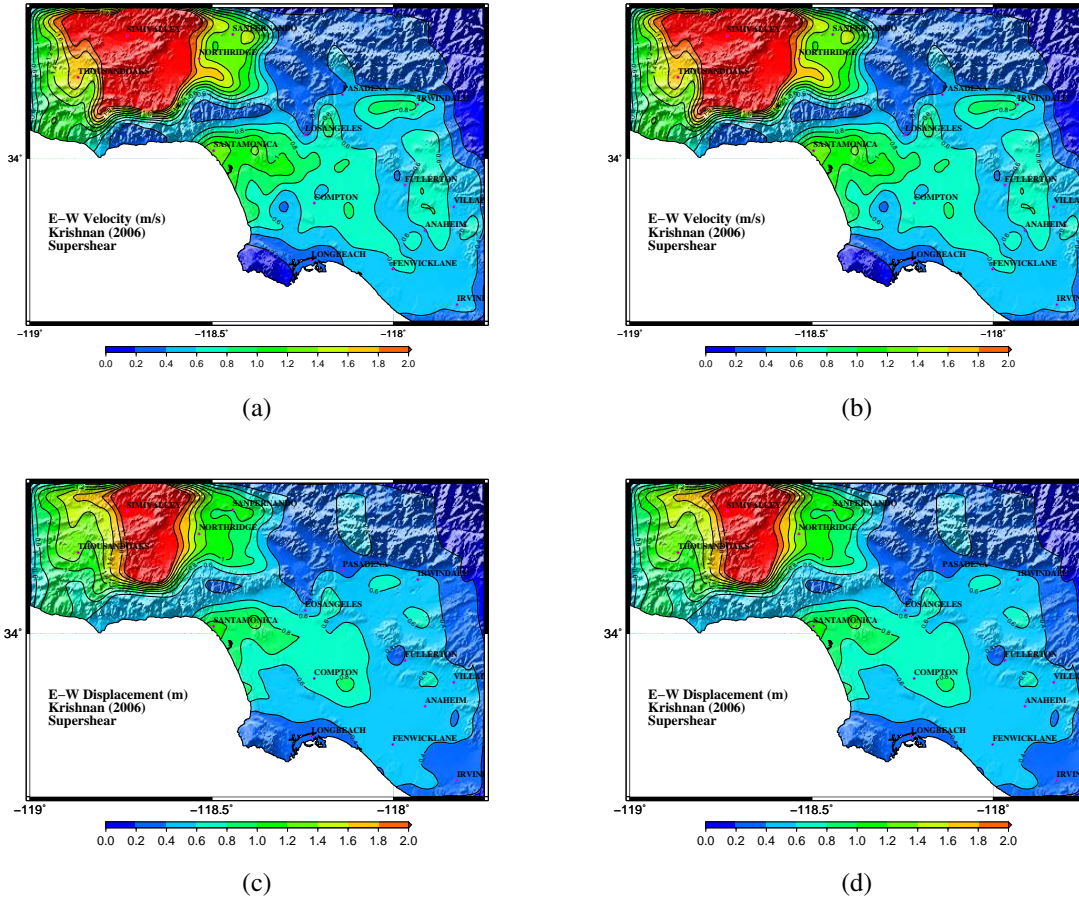 SIMIVALLEY
SANFERNANDO
NORTHRIDGE
THOUSANDOAKS
PASADENA
IRWINDALE
LOSANGELES
SANTAMONICA
34°
FULLERTON
COMPTON
VILLA
ANAHEIM
E−W Velocity (m/s)
Krishnan (2006)
Supershear
LONGBEACH
FENWICKLANE
IRVIN
−119° −118.5° −118°
0.0 0.2 0.4 0.6 0.8 1.0 1.2 1.4 1.6 1.8 2.0
(a)
SIMIVALLEY
SANFERNANDO
NORTHRIDGE
THOUSANDOAKS
PASADENA
IRWINDAL
LOSANGELES
SANTAMONICA
34°
FULLERTON
COMPTON
VILLA
ANAHEIM
E−W Velocity (m/s)
Krishnan (2006)
Supershear
LONGBEACH
FENWICKLANE
IRVIN
−119° −118.5° −118°
0.0 0.2 0.4 0.6 0.8 1.0 1.2 1.4 1.6 1.8 2.0
(b)
SIMIVALLEY
SANFERNANDO
NORTHRIDGE
THOUSANDOAKS
PASADENA
IRWINDALE
LOSANGELES
SANTAMONICA
34°
FULLERTON
COMPTON
VILLA
ANAHEIM
E−W Displacement (m)
Krishnan (2006)
Supershear
LONGBEACH
FENWICKLANE
IRVIN
−119° −118.5° −118°
0.0 0.2 0.4 0.6 0.8 1.0 1.2 1.4 1.6 1.8 2.0
(c)
SIMIVALLEY
SANFERNANDO
NORTHRIDGE
THOUSANDOAKS
PASADENA
IRWINDAL
LOSANGELES
SANTAMONICA
34°
FULLERTON
COMPTON
VILLA
ANAHEIM
E−W Displacement (m)
Krishnan (2006)
Supershear
LONGBEACH
FENWICKLANE
IRVIN
−119° −118.5° −118°
0.0 0.2 0.4 0.6 0.8 1.0 1.2 1.4 1.6 1.8 2.0
(d)